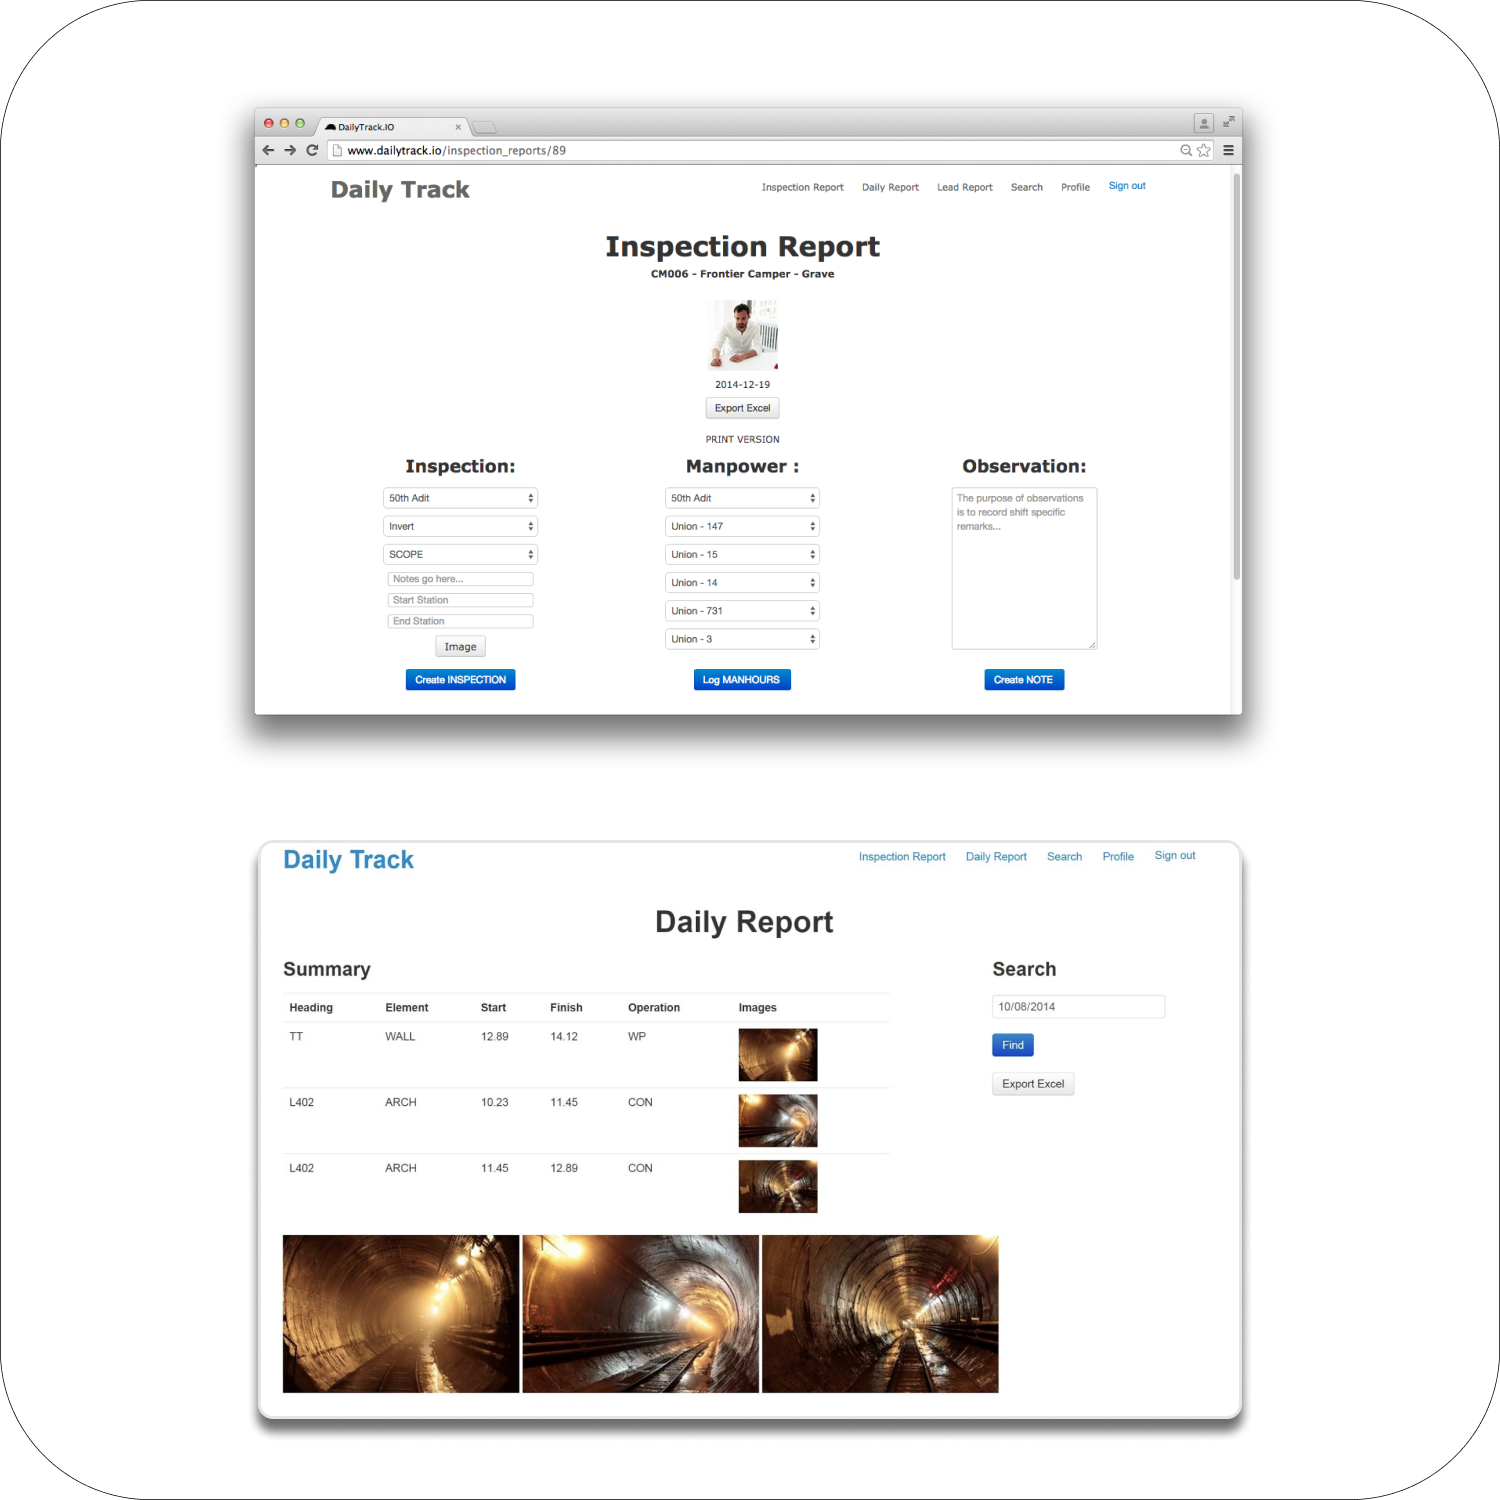 DailyTrack.IO
www.dailytrack.io/inspection_reports/89
Daily Track
Inspection Report Daily Report Lead Report Search Profile Sign out
Inspection Report
CM006 - Frontier Camper - Grave
2014-12-19
Export Excel
PRINT VERSION
Inspection: Manpower : Observation:
50th Adit 50th Adit The purpose of observations
is to record shift specific
Invert Union - 147 remarks...
SCOPE Union - 15
Notes go here... Union - 14
Start Station
End Station Union - 731
Image Union - 3
Create INSPECTION Log MANHOURS Create NOTE
Daily Track
Inspection Report Daily Report Search Profile Sign out
Daily Report
Summary Search
Heading Element Start Finish Operation Images 10/08/2014
TT WALL 12.89 14.12 WP Find
Export Excel
L402 ARCH 10.23 11.45 CON
L402 ARCH 11.45 12.89 CON